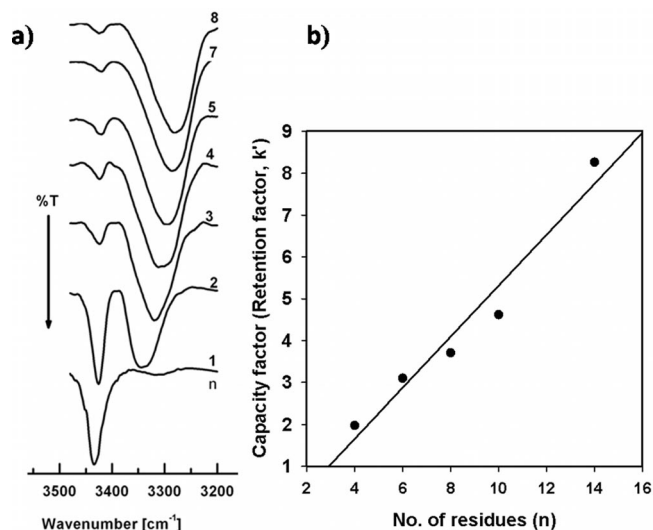 a)
8
7
5
4
%T
3
2
1
n
3500 3400 3300 3200
Wavenumber [cm⁻¹]
b)
Capacity factor (Retention factor, k')
9
8
7
6
5
4
3
2
1
2 4 6 8 10 12 14 16
No. of residues (n)